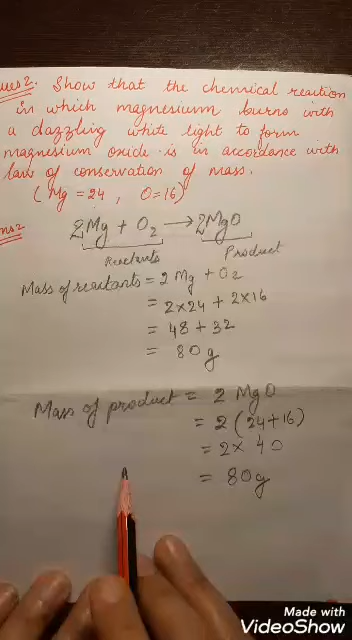 Ques2. Show that the chemical reaction
in which magnesium burns with
a dazzling white light to form
magnesium oxide is in accordance with
law of conservation of mass.
(Mg = 24, O=16)
Ans2 2Mg + O₂ → 2MgO
Reactants Product
Mass of reactants = 2 Mg + O₂
= 2×24 + 2×16
= 48 + 32
= 80 g
Mass of product = 2 MgO
= 2 (24+16)
= 2× 40
= 80g
Made with
VideoShow